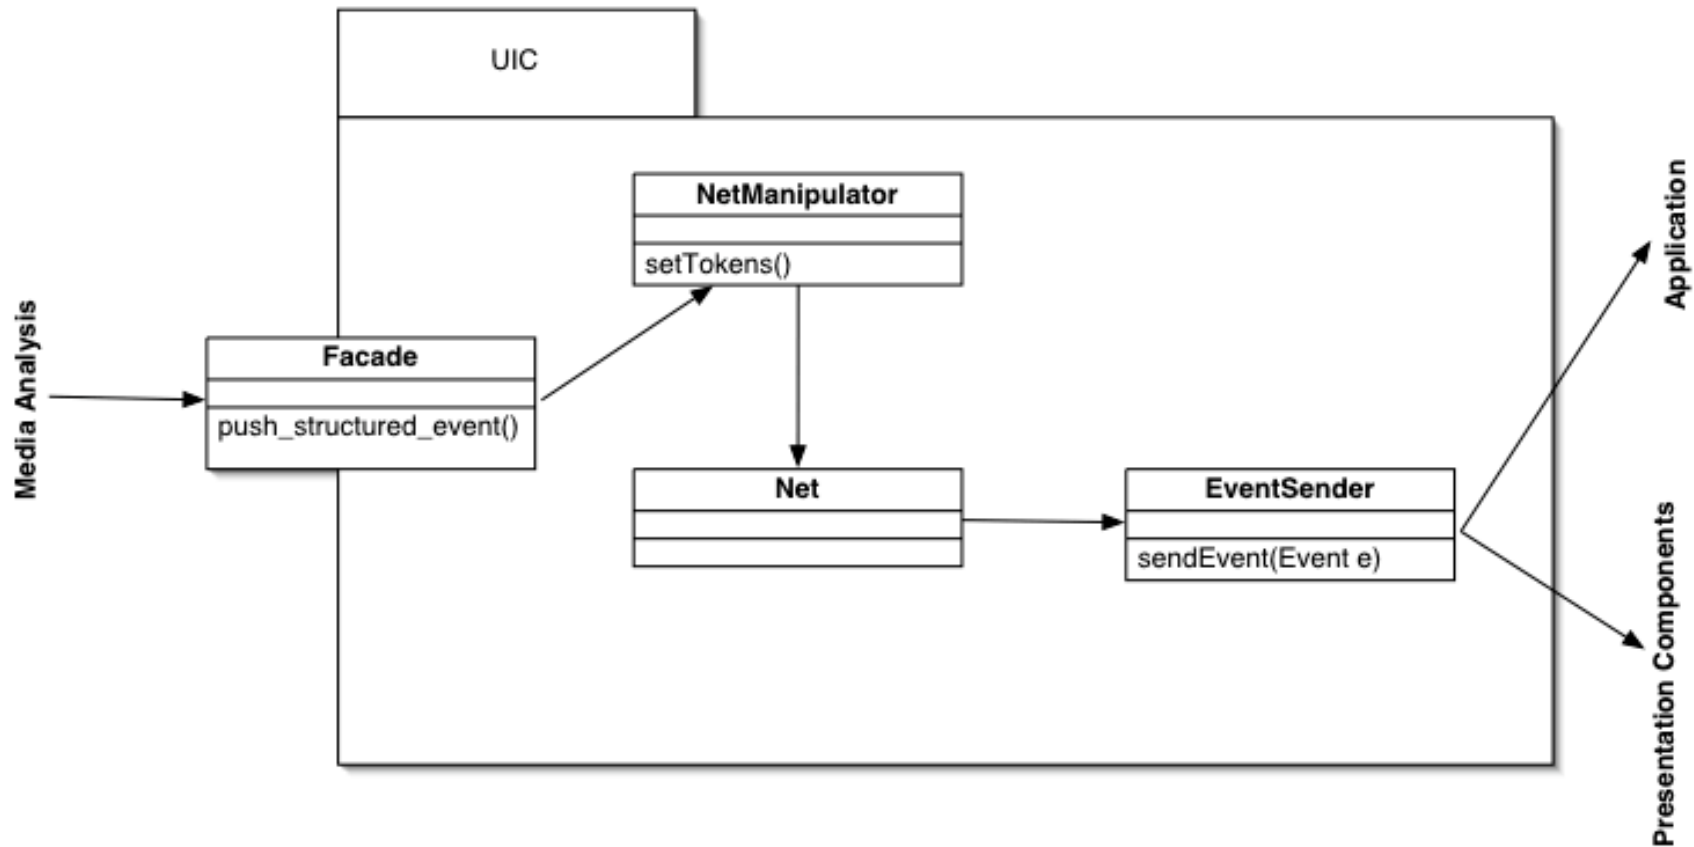 UIC
NetManipulator
setTokens()
Facade
push_structured_event()
Media Analysis
Net
EventSender
sendEvent(Event e)
Application
Presentation Components